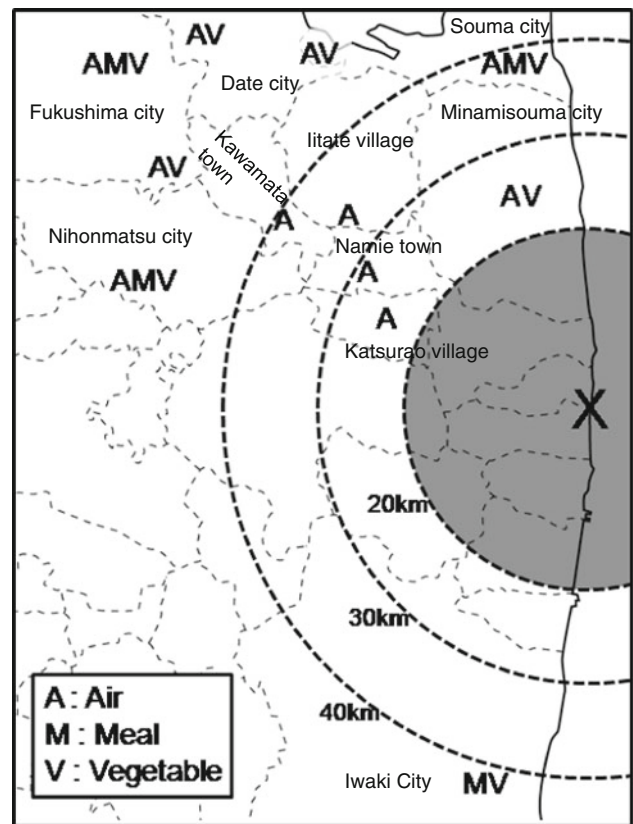 Souma city
AV
AMV
AV
AMV
Date city
Fukushima city
Minamisouma city
Iitate village
Kawamata
town
AV
AV
A
A
Nihonmatsu city
Namie town
AMV
A
A
Katsurao village
X
20km
30km
40km
A : Air
M : Meal
V : Vegetable
Iwaki City
MV